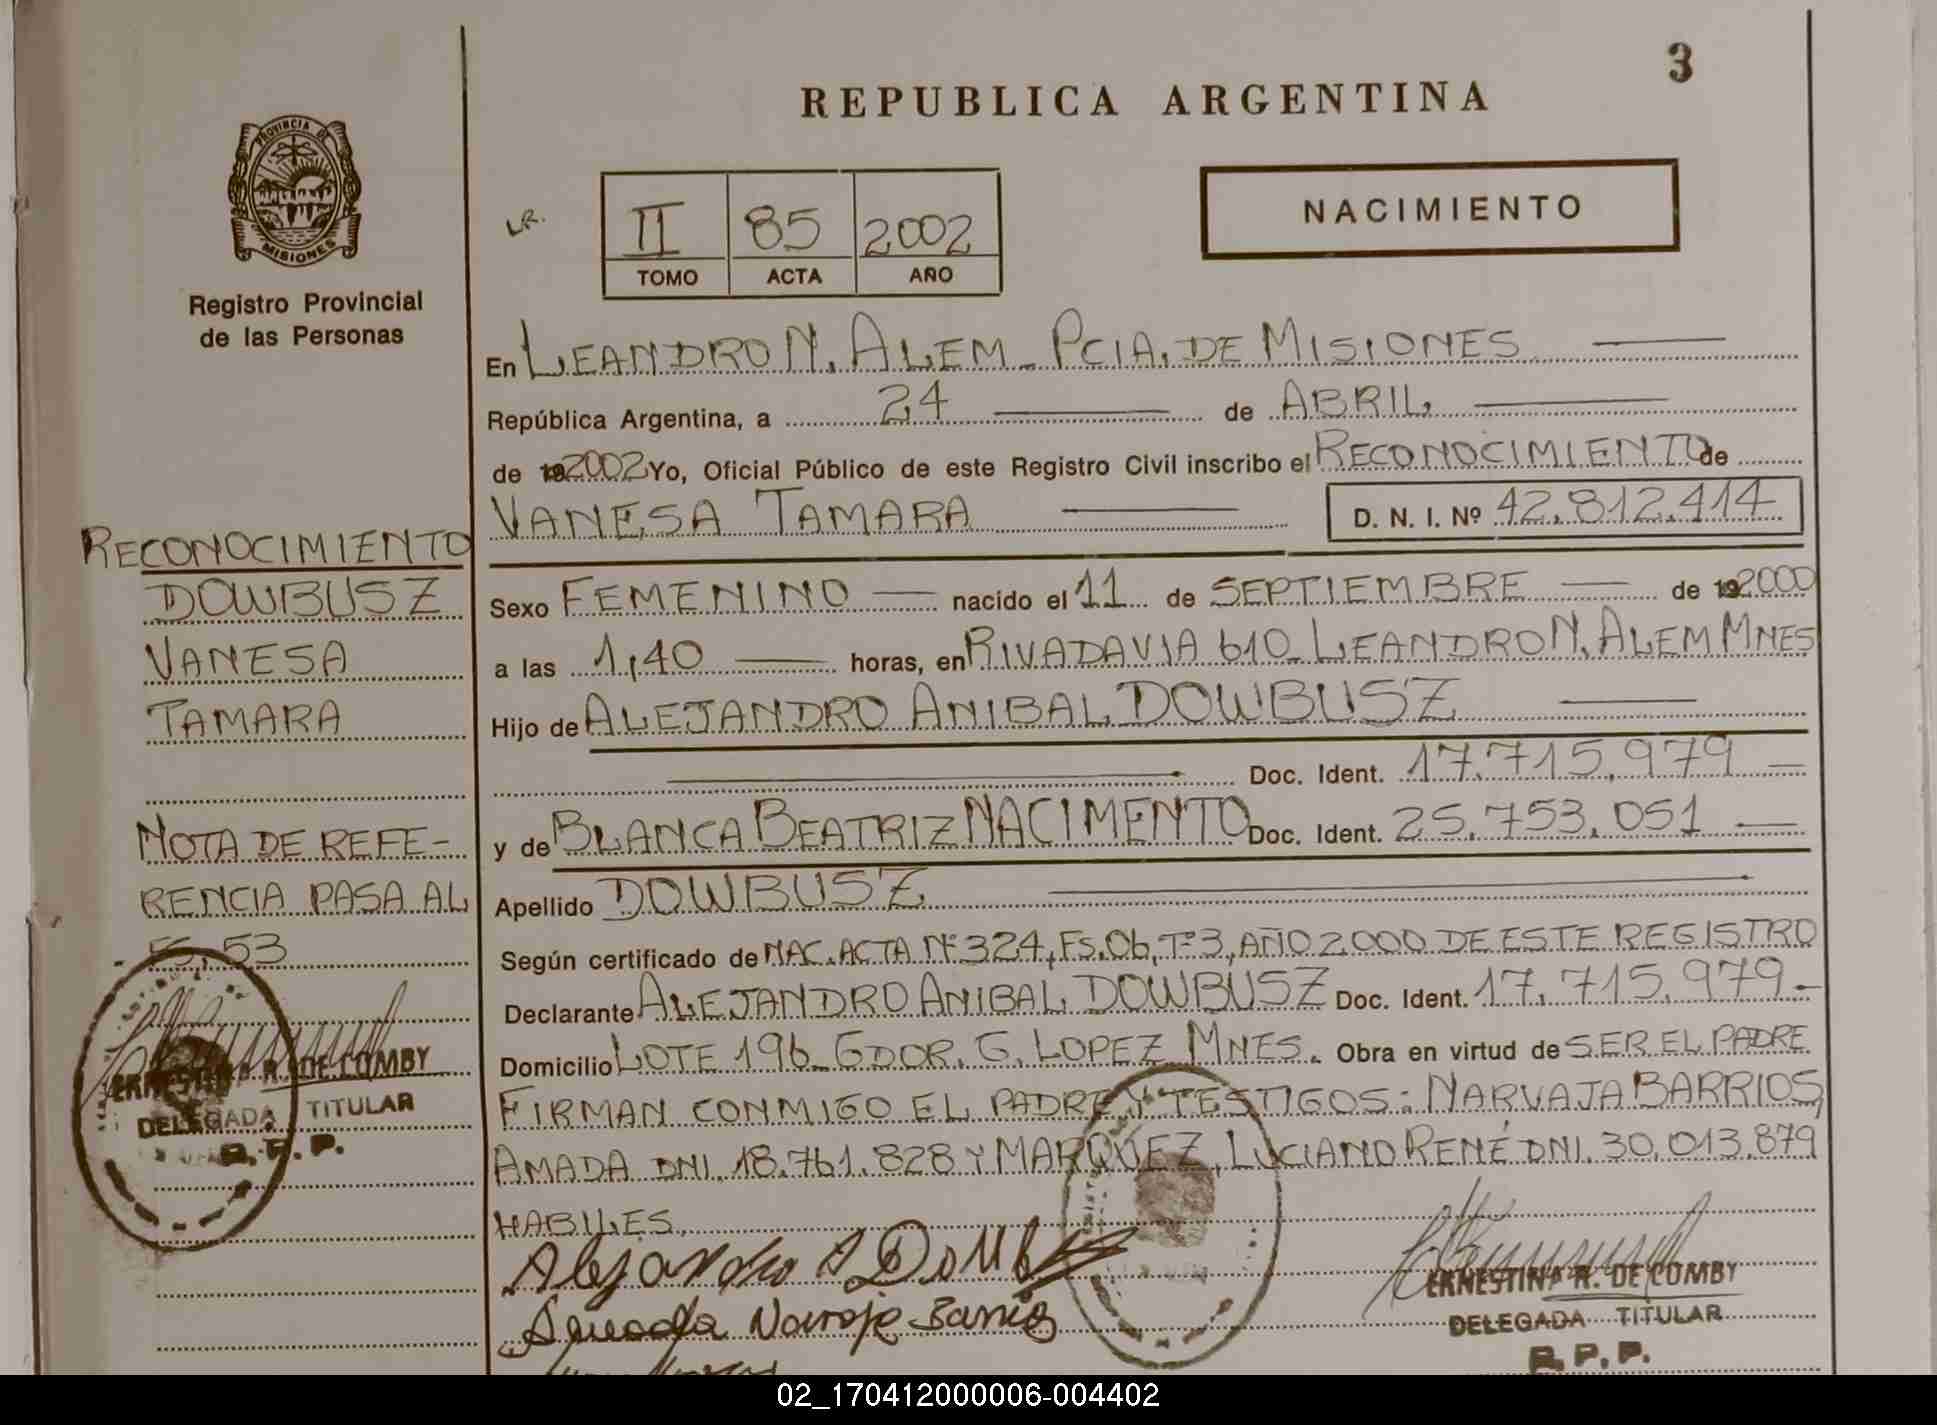 3
REPUBLICA ARGENTINA
PROVINCIA DE
MISIONES
Registro Provincial
de las Personas
LR.
II 85 2002
TOMO ACTA AÑO
NACIMIENTO
En LEANDRO N. ALEM - PCIA. DE MISIONES
República Argentina, a 24 de ABRIL,
de 192002 Yo, Oficial Público de este Registro Civil inscribo el RECONOCIMIENTO de
VANESA TAMARA D. N. I. Nº 42.812.414
Sexo FEMENINO nacido el 11 de SEPTIEMBRE de 192000
a las 1,40 horas, en RIVADAVIA 610 - LEANDRO N. ALEM MNES
Hijo de ALEJANDRO ANIBAL DOWBUSZ
Doc. Ident. 17.715.979
y de BLANCA BEATRIZ NACIMENTO Doc. Ident. 25.753.051
Apellido DOWBUSZ
Según certificado de NAC. ACTA Nº 324, Fs. 06, Tº 3, AÑO 2.000 DE ESTE REGISTRO
Declarante ALEJANDRO ANIBAL DOWBUSZ Doc. Ident. 17.715.979
Domicilio LOTE 196 - GDOR. G. LOPEZ MNES. Obra en virtud de SER EL PADRE
FIRMAN CONMIGO EL PADRE Y TESTIGOS: NARVAJA BARRIOS,
AMADA DNI. 18.761.828 Y MARQUEZ, LUCIANO RENÉ DNI. 30.013.879
HABILES.
RECONOCIMIENTO
DOWBUSZ
VANESA
TAMARA
NOTA DE REFE-
RENCIA PASA AL
FS. 53
ERNESTINA R. DE COMBY
DELEGADA TITULAR
R. P. P.
Alejandro A
Amada Narvaja Barrios
ERNESTINA R. DE COMBY
DELEGADA TITULAR
R. P. P.
02_170412000006-004402